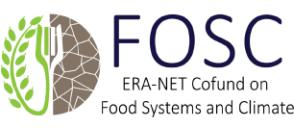 FOSC
ERA-NET Cofund on
Food Systems and Climate